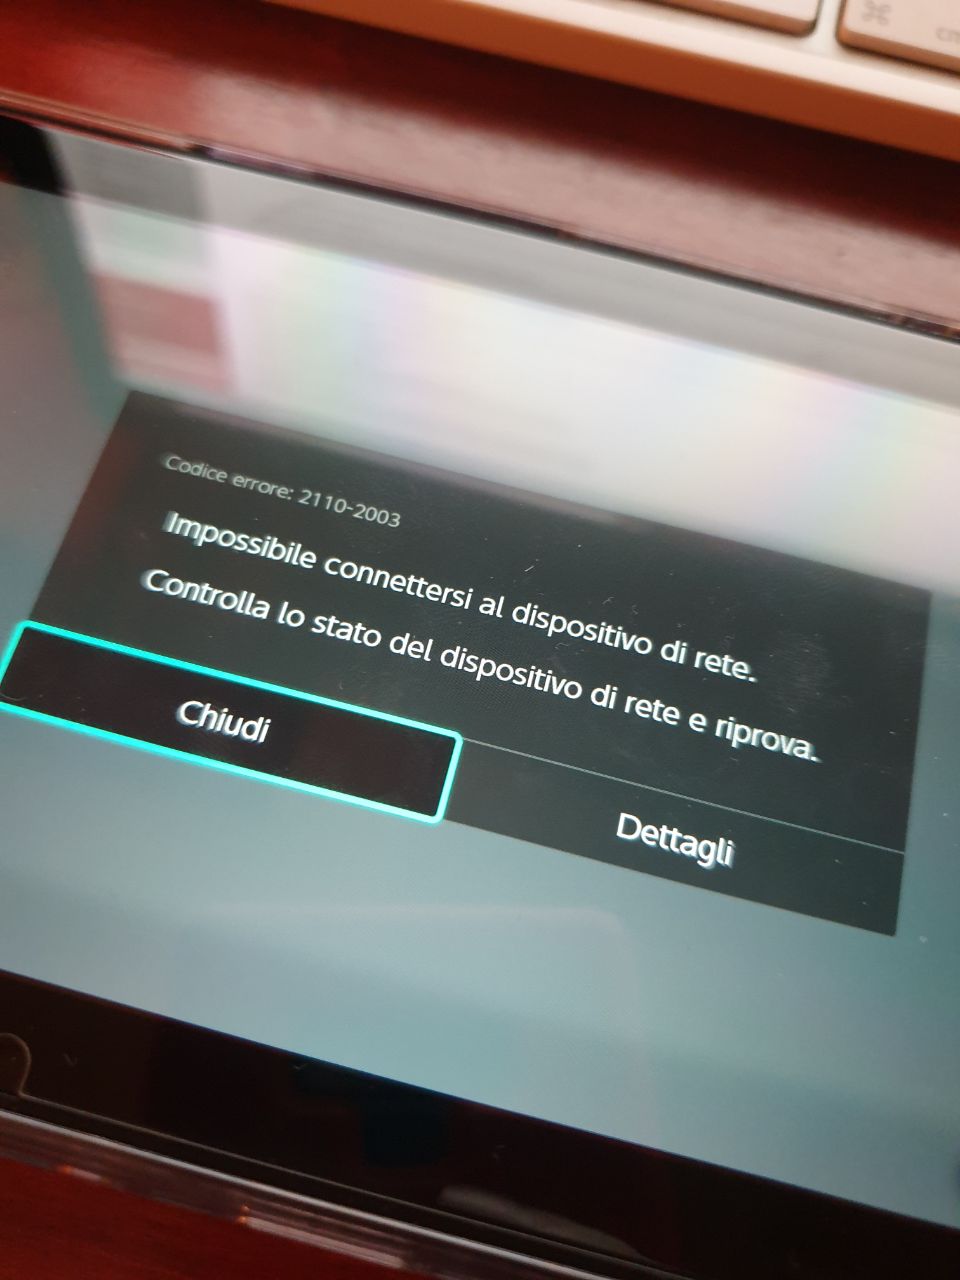 ⌘
Codice errore: 2110-2003
Impossibile connettersi al dispositivo di rete.
Controlla lo stato del dispositivo di rete e riprova.
Chiudi
Dettagli